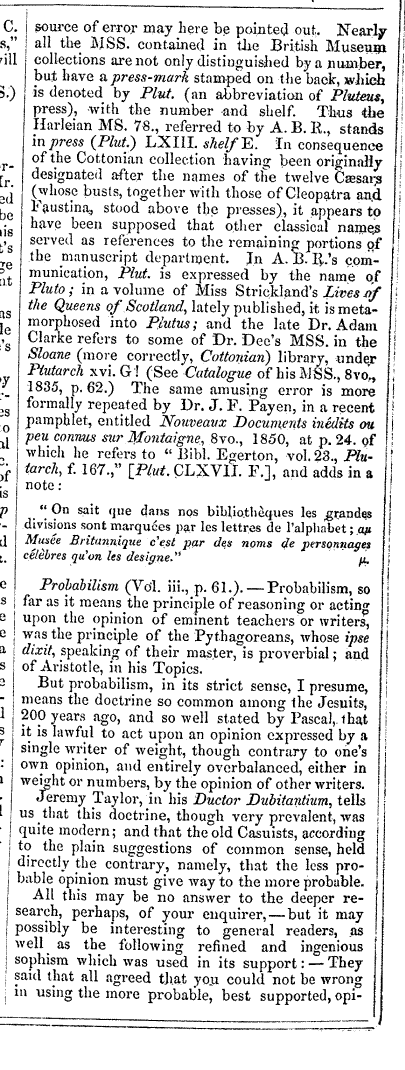 source of error may here be pointed out. Nearly
all the MSS. contained in the British Museum
collections are not only distinguished by a number,
but have a press-mark stamped on the back, which
is denoted by Plut. (an abbreviation of Pluteus,
press), with the number and shelf. Thus the
Harleian MS. 78., referred to by A. B. R., stands
in press (Plut.) LXIII. shelf E. In consequence
of the Cottonian collection having been originally
designated after the names of the twelve Cæsars
(whose busts, together with those of Cleopatra and
Faustina, stood above the presses), it appears to
have been supposed that other classical names
served as references to the remaining portions of
the manuscript department. In A. B. R.'s com-
munication, Plut. is expressed by the name of
Pluto; in a volume of Miss Strickland's Lives of
the Queens of Scotland, lately published, it is meta-
morphosed into Plutus; and the late Dr. Adam
Clarke refers to some of Dr. Dee's MSS. in the
Sloane (more correctly, Cottonian) library, under
Plutarch xvi. G! (See Catalogue of his MSS., 8vo.,
1835, p. 62.) The same amusing error is more
formally repeated by Dr. J. F. Payen, in a recent
pamphlet, entitled Nouveaux Documents inédits ou
peu connus sur Montaigne, 8vo., 1850, at p. 24. of
which he refers to " Bibl. Egerton, vol. 23., Plu-
tarch, f. 167.," [Plut. CLXVII. F.], and adds in a
note :
" On sait que dans nos bibliothèques les grandes
divisions sont marquées par les lettres de l'alphabet ; au
Musée Britannique c'est par des noms de personnages
célèbres qu'on les designe." μ.
Probabilism (Vol. iii., p. 61.). — Probabilism, so
far as it means the principle of reasoning or acting
upon the opinion of eminent teachers or writers,
was the principle of the Pythagoreans, whose ipse
dixit, speaking of their master, is proverbial ; and
of Aristotle, in his Topics.
But probabilism, in its strict sense, I presume,
means the doctrine so common among the Jesuits,
200 years ago, and so well stated by Pascal, that
it is lawful to act upon an opinion expressed by a
single writer of weight, though contrary to one's
own opinion, and entirely overbalanced, either in
weight or numbers, by the opinion of other writers.
Jeremy Taylor, in his Ductor Dubitantium, tells
us that this doctrine, though very prevalent, was
quite modern; and that the old Casuists, according
to the plain suggestions of common sense, held
directly the contrary, namely, that the less pro-
bable opinion must give way to the more probable.
All this may be no answer to the deeper re-
search, perhaps, of your enquirer, — but it may
possibly be interesting to general readers, as
well as the following refined and ingenious
sophism which was used in its support : — They
said that all agreed that you could not be wrong
in using the more probable, best supported, opi-